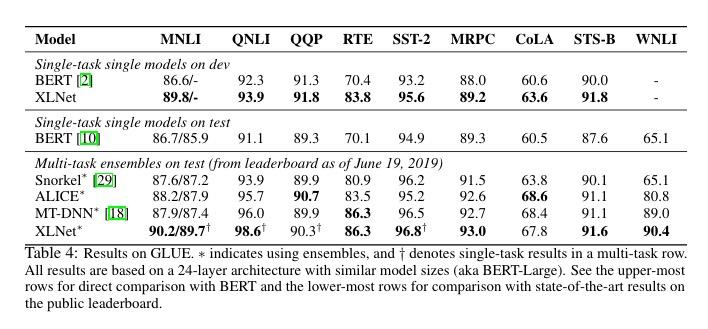 Model MNLI QNLI QQP RTE SST-2 MRPC CoLA STS-B WNLI
Single-task single models on dev
BERT [2] 86.6/- 92.3 91.3 70.4 93.2 88.0 60.6 90.0 -
XLNet 89.8/- 93.9 91.8 83.8 95.6 89.2 63.6 91.8 -
Single-task single models on test
BERT [10] 86.7/85.9 91.1 89.3 70.1 94.9 89.3 60.5 87.6 65.1
Multi-task ensembles on test (from leaderboard as of June 19, 2019)
Snorkel* [29] 87.6/87.2 93.9 89.9 80.9 96.2 91.5 63.8 90.1 65.1
ALICE* 88.2/87.9 95.7 90.7 83.5 95.2 92.6 68.6 91.1 80.8
MT-DNN* [18] 87.9/87.4 96.0 89.9 86.3 96.5 92.7 68.4 91.1 89.0
XLNet* 90.2/89.7† 98.6† 90.3† 86.3 96.8† 93.0 67.8 91.6 90.4
Table 4: Results on GLUE. * indicates using ensembles, and † denotes single-task results in a multi-task row.
All results are based on a 24-layer architecture with similar model sizes (aka BERT-Large). See the upper-most
rows for direct comparison with BERT and the lower-most rows for comparison with state-of-the-art results on
the public leaderboard.